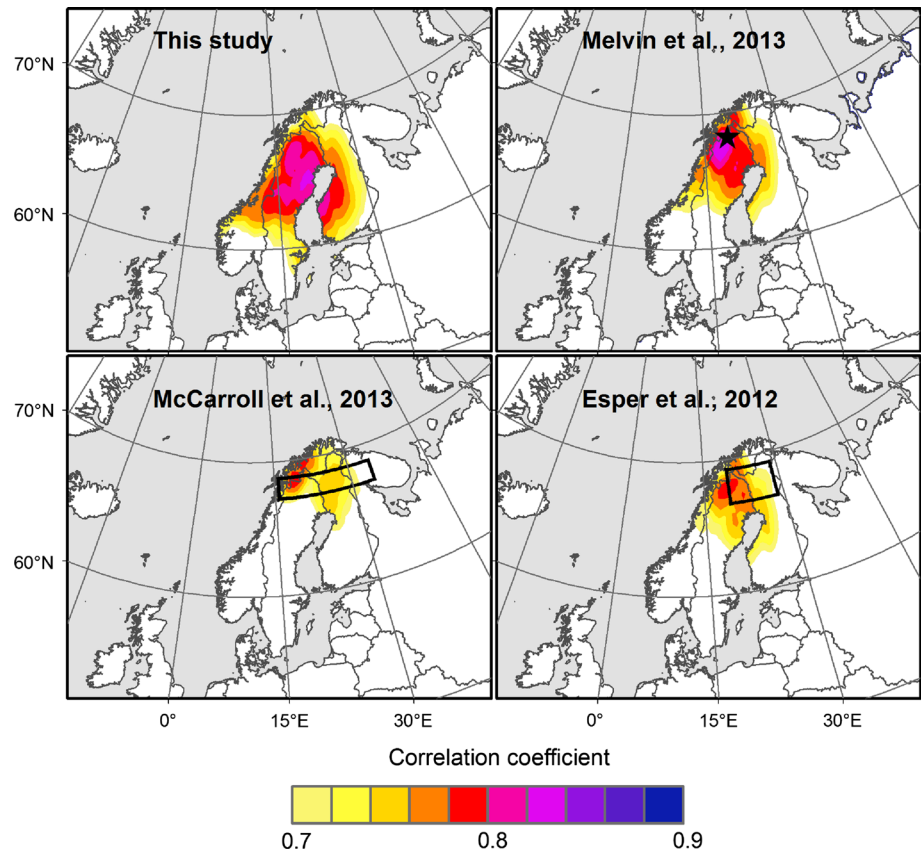 This study
Melvin et al., 2013
70°N
60°N
McCarroll et al., 2013
Esper et al., 2012
70°N
60°N
0°
15°E
30°E
0°
15°E
30°E
Correlation coefficient
0.7
0.8
0.9